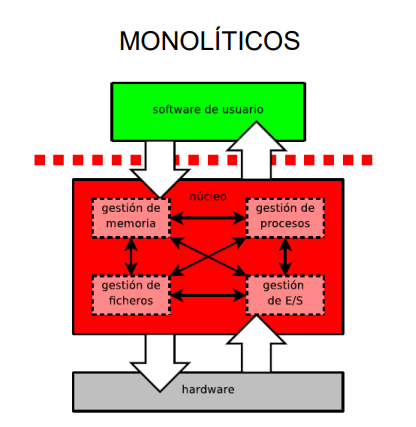 MONOLÍTICOS
software de usuario
núcleo
gestión de
memoria
gestión de
procesos
gestión de
ficheros
gestión
de E/S
hardware